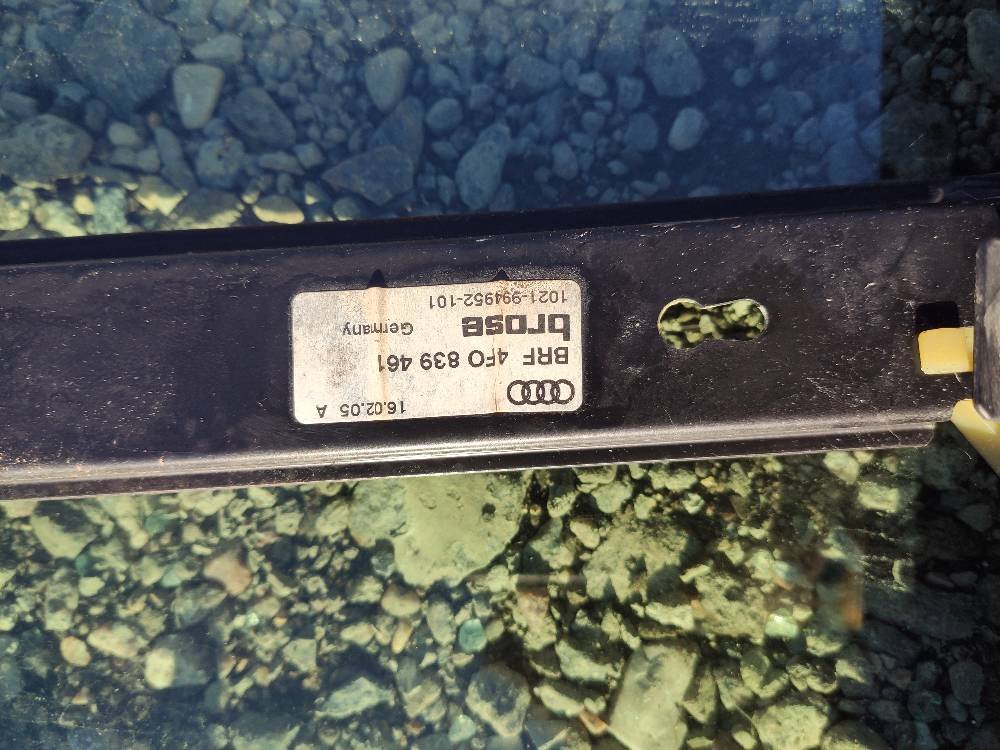 16.02.05 A
BRF 4F0 839 461
brose Germany
1021-994952-101